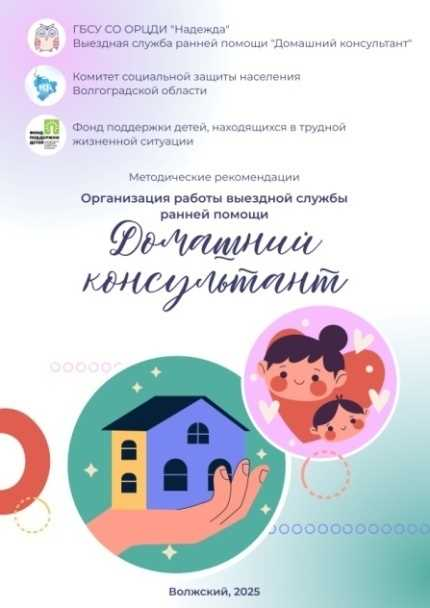 ГБСУ СО ОРЦДИ "Надежда"
Выездная служба ранней помощи "Домашний консультант"
Комитет социальной защиты населения
Волгоградской области
Фонд поддержки детей, находящихся в трудной
жизненной ситуации
Методические рекомендации
Организация работы выездной службы
ранней помощи
Домашний
консультант
Волжский, 2025